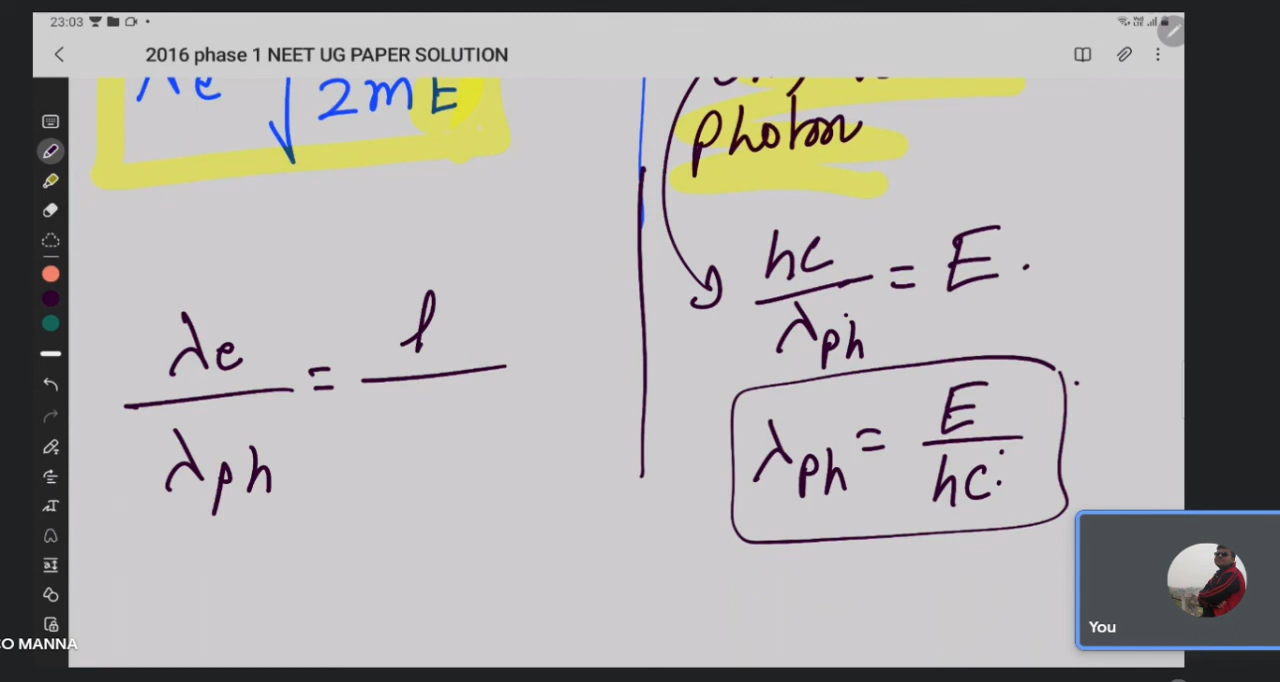 23:03
2016 phase 1 NEET UG PAPER SOLUTION
λe √2mE
photon
hc/λph = E.
λe/λph = l
λph = E/hc
You
O MANNA